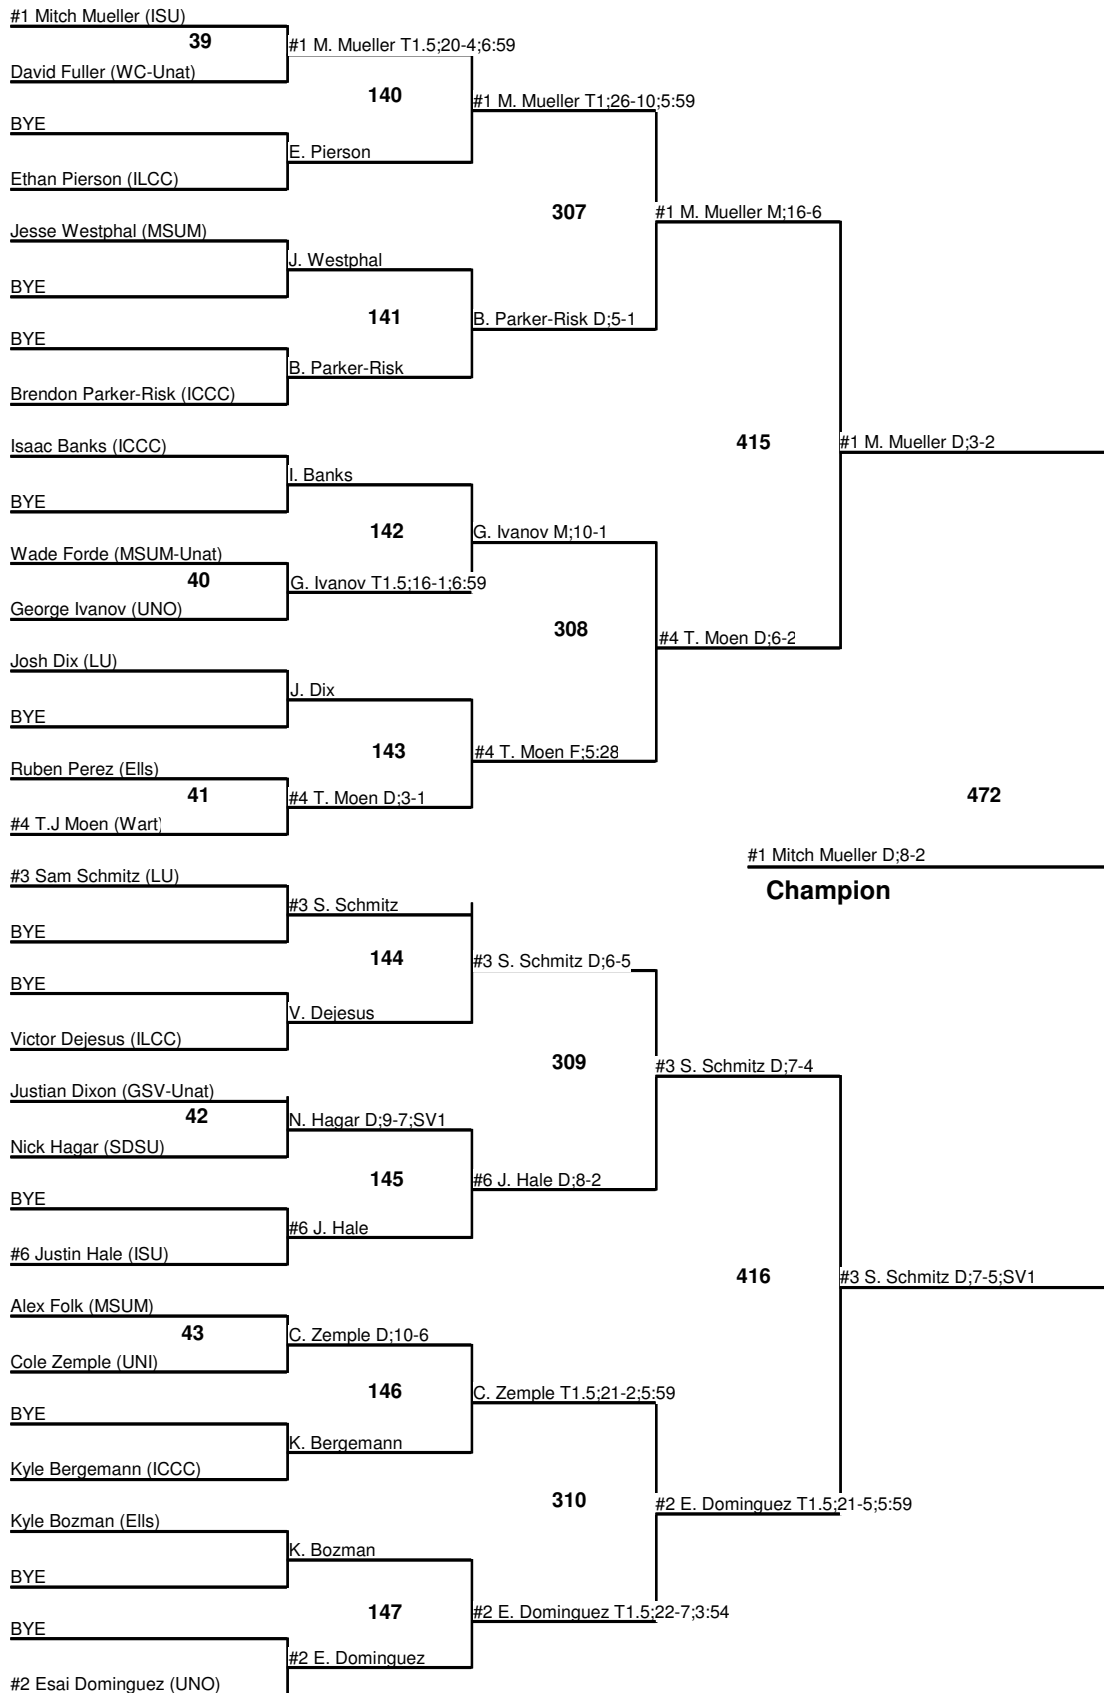 #1 Mitch Mueller (ISU)
39
#1 M. Mueller T1.5;20-4;6:59
David Fuller (WC-Unat)
140
#1 M. Mueller T1;26-10;5:59
BYE
E. Pierson
Ethan Pierson (ILCC)
307
#1 M. Mueller M;16-6
Jesse Westphal (MSUM)
J. Westphal
BYE
141
B. Parker-Risk D;5-1
BYE
B. Parker-Risk
Brendon Parker-Risk (ICCC)
415
#1 M. Mueller D;3-2
Isaac Banks (ICCC)
I. Banks
BYE
142
G. Ivanov M;10-1
Wade Forde (MSUM-Unat)
40
G. Ivanov T1.5;16-1;6:59
George Ivanov (UNO)
308
#4 T. Moen D;6-2
Josh Dix (LU)
J. Dix
BYE
143
#4 T. Moen F;5:28
Ruben Perez (Ells)
41
#4 T. Moen D;3-1
472
#4 T.J Moen (Wart)
#1 Mitch Mueller D;8-2
Champion
#3 Sam Schmitz (LU)
#3 S. Schmitz
BYE
144
#3 S. Schmitz D;6-5
BYE
V. Dejesus
Victor Dejesus (ILCC)
309
#3 S. Schmitz D;7-4
Justian Dixon (GSV-Unat)
42
N. Hagar D;9-7;SV1
Nick Hagar (SDSU)
145
#6 J. Hale D;8-2
BYE
#6 J. Hale
#6 Justin Hale (ISU)
416
#3 S. Schmitz D;7-5;SV1
Alex Folk (MSUM)
43
C. Zemple D;10-6
Cole Zemple (UNI)
146
C. Zemple T1.5;21-2;5:59
BYE
K. Bergemann
Kyle Bergemann (ICCC)
310
#2 E. Dominguez T1.5;21-5;5:59
Kyle Bozman (Ells)
K. Bozman
BYE
147
#2 E. Dominguez T1.5;22-7;3:54
BYE
#2 E. Dominguez
#2 Esai Dominguez (UNO)